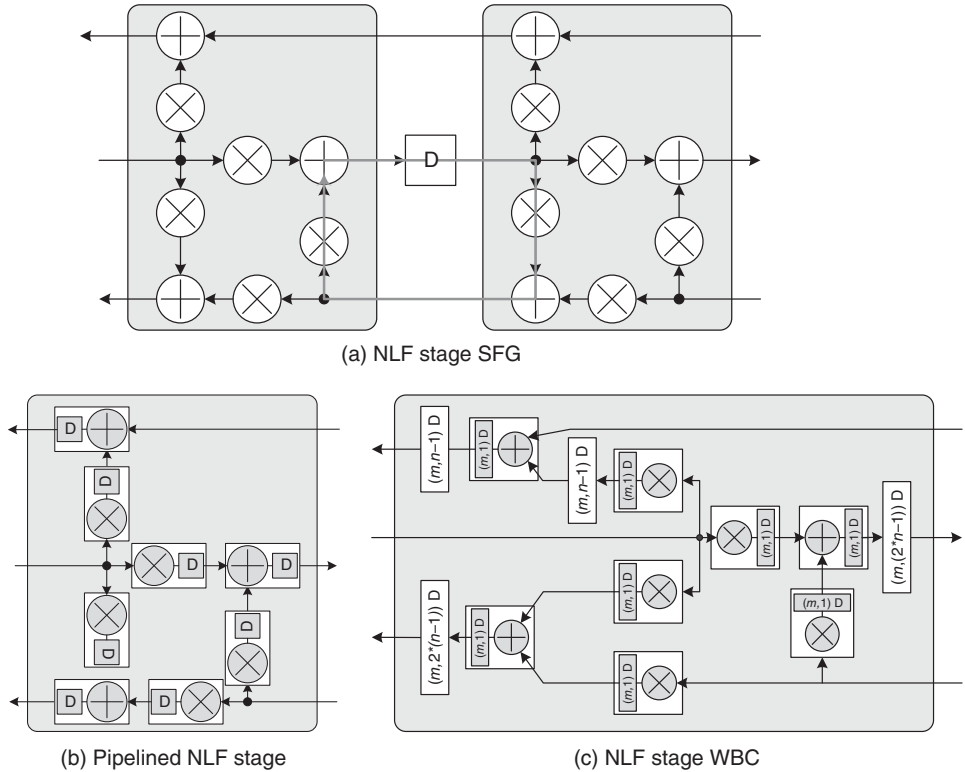 D
(a) NLF stage SFG
D
D
D
D
D
D
D
D
(b) Pipelined NLF stage
(m,n−1) D
(m,1) D
(m,n−1) D
(m,1) D
(m,1) D
(m,1) D
(m,(2*n−1)) D
(m,2*(n−1)) D
(m,1) D
(m,1) D
(m,1) D
(m,1) D
(c) NLF stage WBC